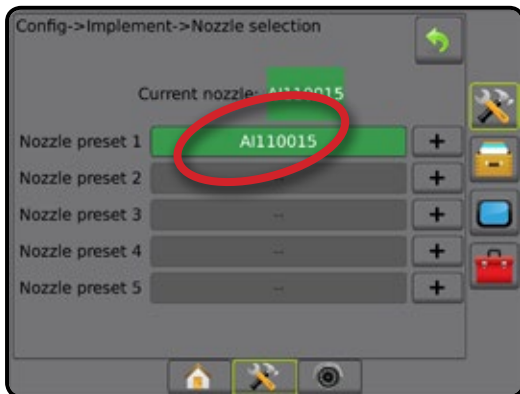 Config->Implement->Nozzle selection
Current nozzle: AI110015
Nozzle preset 1 AI110015 +
Nozzle preset 2 -- +
Nozzle preset 3 -- +
Nozzle preset 4 -- +
Nozzle preset 5 -- +